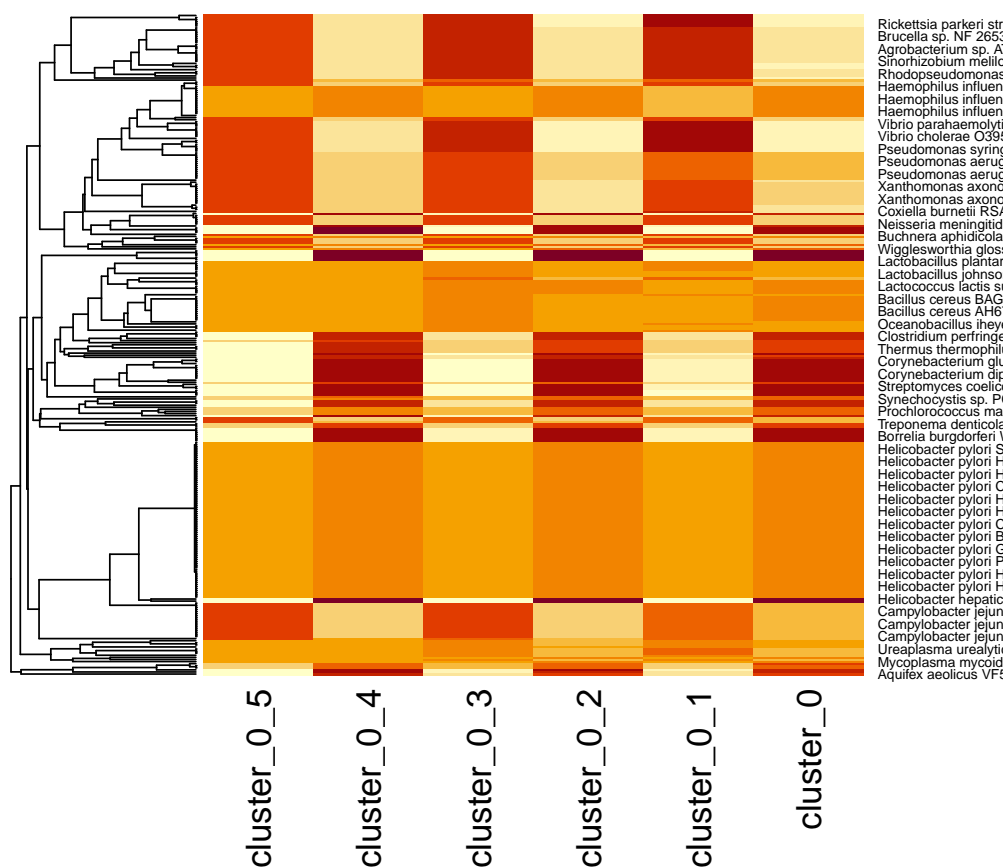 Rickettsia parkeri str
Brucella sp. NF 2653
Agrobacterium sp. AT
Sinorhizobium melilo
Rhodopseudomonas
Haemophilus influen
Haemophilus influen
Haemophilus influen
Vibrio parahaemolyti
Vibrio cholerae O395
Pseudomonas syring
Pseudomonas aerug
Pseudomonas aerug
Xanthomonas axono
Xanthomonas axono
Coxiella burnetii RSA
Neisseria meningitid
Buchnera aphidicola
Wigglesworthia gloss
Lactobacillus plantar
Lactobacillus johnso
Lactococcus lactis su
Bacillus cereus BAG
Bacillus cereus AH67
Oceanobacillus iheye
Clostridium perfringe
Thermus thermophilu
Corynebacterium glu
Corynebacterium dip
Streptomyces coelico
Synechocystis sp. PC
Prochlorococcus ma
Treponema denticola
Borrelia burgdorferi
Helicobacter pylori S
Helicobacter pylori H
Helicobacter pylori H
Helicobacter pylori C
Helicobacter pylori H
Helicobacter pylori H
Helicobacter pylori C
Helicobacter pylori B
Helicobacter pylori G
Helicobacter pylori P
Helicobacter pylori H
Helicobacter pylori H
Helicobacter hepatic
Campylobacter jejun
Campylobacter jejun
Campylobacter jejun
Ureaplasma urealytic
Mycoplasma mycoid
Aquifex aeolicus VF5
cluster_0_5
cluster_0_4
cluster_0_3
cluster_0_2
cluster_0_1
cluster_0